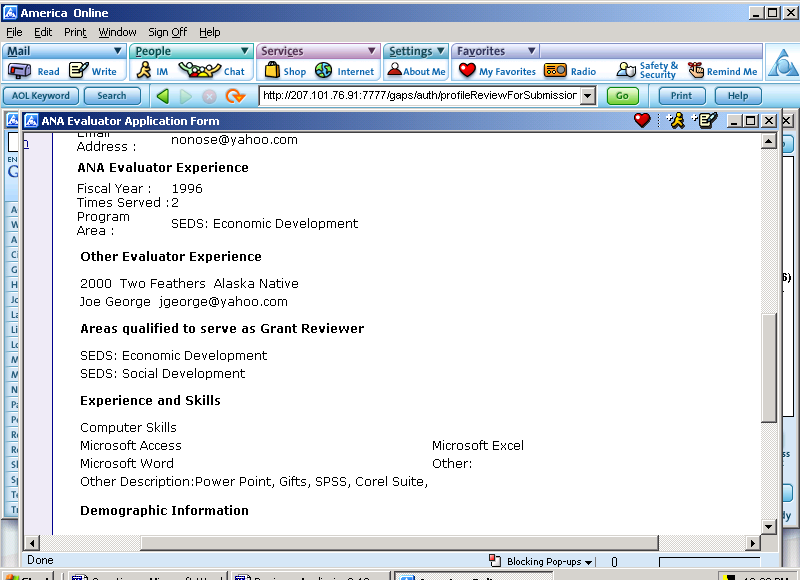 America Online
File Edit Print Window Sign Off Help
Mail People Services Settings Favorites
Read Write IM Chat Shop Internet About Me My Favorites Radio Safety & Security Remind Me
AOL Keyword Search http://207.101.76.91:7777/gaps/auth/profileReviewForSubmission Go Print Help
ANA Evaluator Application Form
Email
Address : nonose@yahoo.com
ANA Evaluator Experience
Fiscal Year : 1996
Times Served : 2
Program
Area : SEDS: Economic Development
Other Evaluator Experience
2000 Two Feathers Alaska Native
Joe George jgeorge@yahoo.com
Areas qualified to serve as Grant Reviewer
SEDS: Economic Development
SEDS: Social Development
Experience and Skills
Computer Skills
Microsoft Access Microsoft Excel
Microsoft Word Other:
Other Description:Power Point, Gifts, SPSS, Corel Suite,
Demographic Information
Done Blocking Pop-ups 0